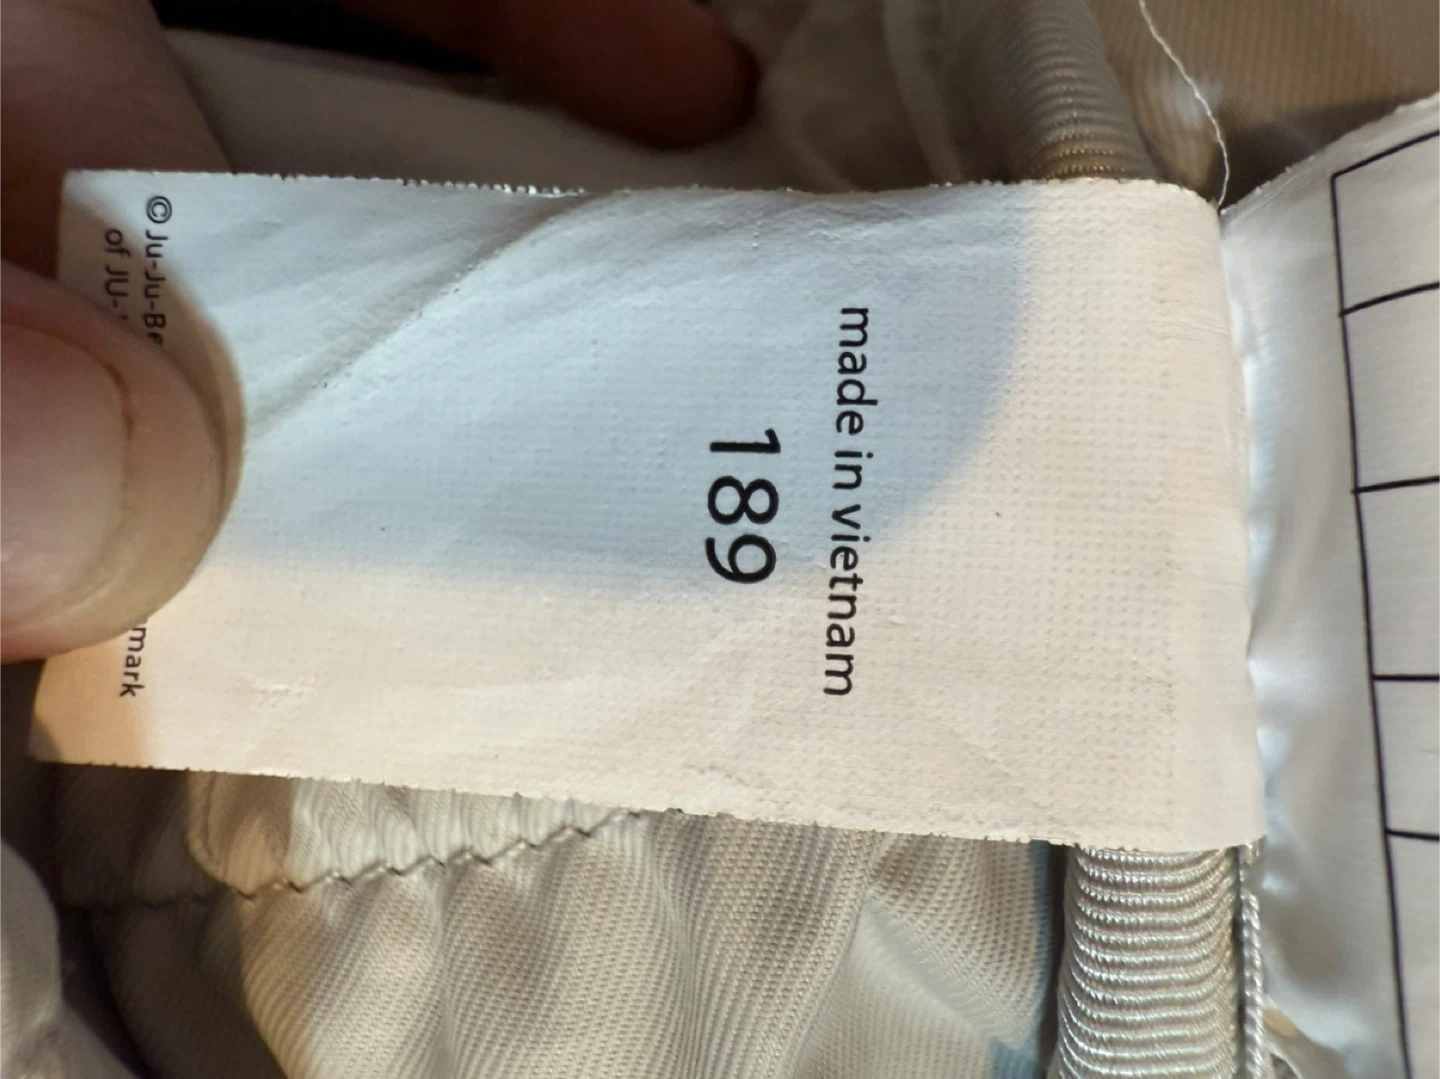 made in vietnam
189
© Ju-Ju-Be
of JU-
mark